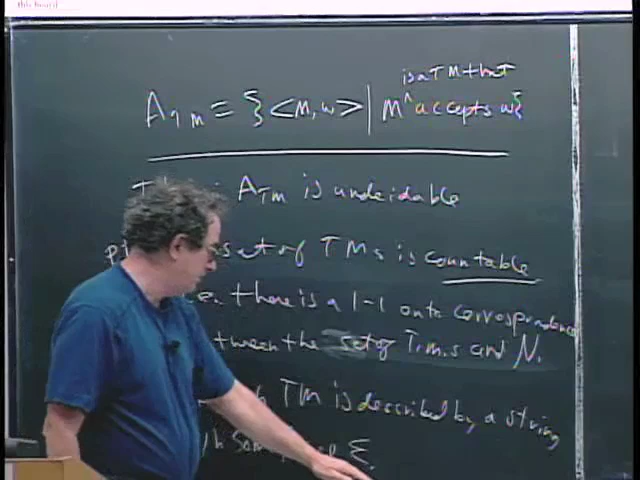 this board
is a TM that
A_TM = {<M,w> | M ^ accepts w}
A_TM is undeidable
set of TMs is countable
there is a 1-1 onto correspondence
tween the set of T.m.s and N.
TM is described by a string
Σ.